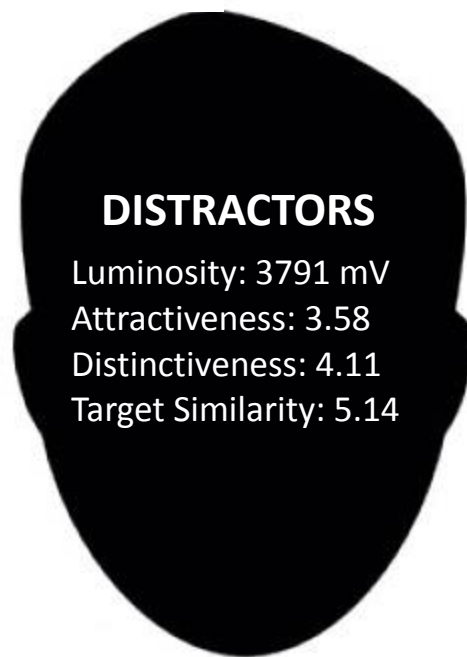 DISTRACTORS
Luminosity: 3791 mV
Attractiveness: 3.58
Distinctiveness: 4.11
Target Similarity: 5.14